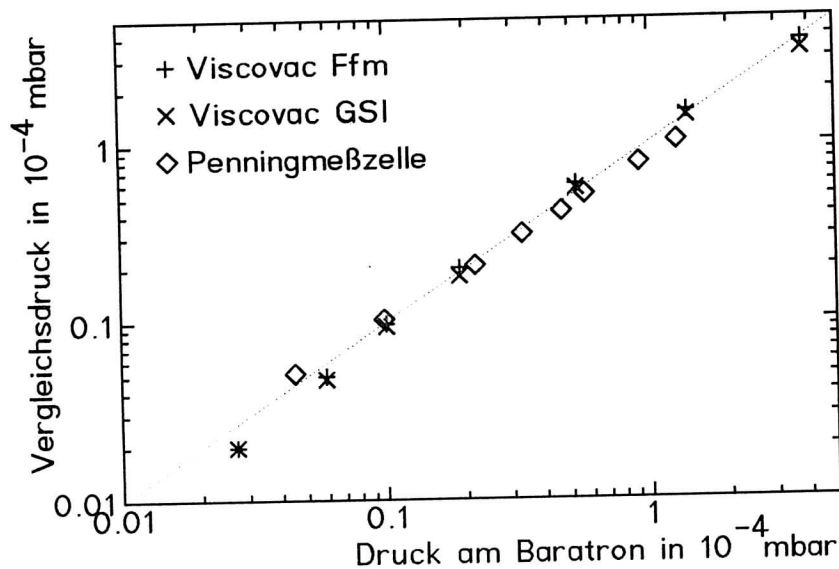 Vergleichsdruck in 10⁻⁴ mbar
+ Viscovac Ffm
× Viscovac GSI
◇ Penningmeßzelle
1
0.1
0.01
0.01
0.1
1
Druck am Baratron in 10⁻⁴ mbar